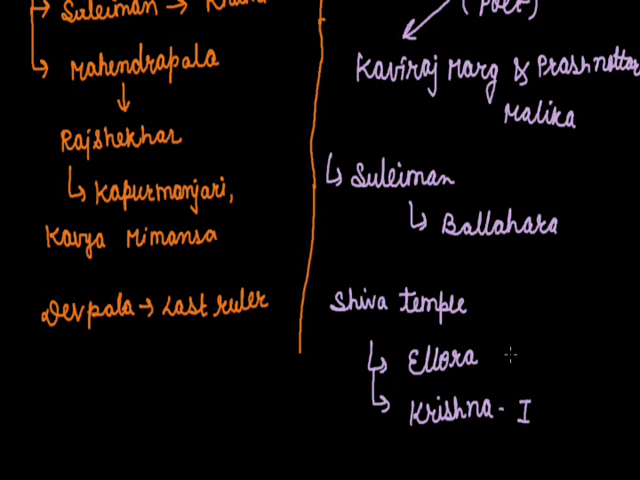 Suleiman →
Mahendrapala
Rajshekhar
Kapurmanjari,
Kavya Mimansa
Devpala → Last ruler
(Poet)
Kaviraj Marg & Prashnottar
Malika
Suleiman
Ballahara
Shiva temple
Ellora
Krishna - I